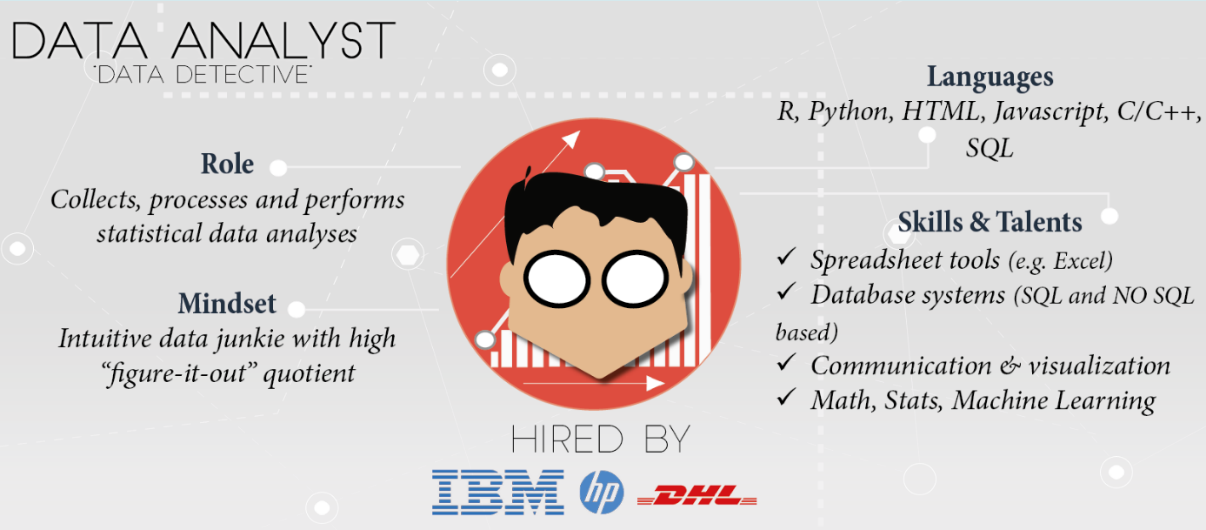 DATA ANALYST
"DATA DETECTIVE"
Role
Collects, processes and performs
statistical data analyses
Mindset
Intuitive data junkie with high
“figure-it-out” quotient
Languages
R, Python, HTML, Javascript, C/C++,
SQL
Skills & Talents
✓ Spreadsheet tools (e.g. Excel)
✓ Database systems (SQL and NO SQL
based)
✓ Communication & visualization
✓ Math, Stats, Machine Learning
HIRED BY
IBM hp DHL